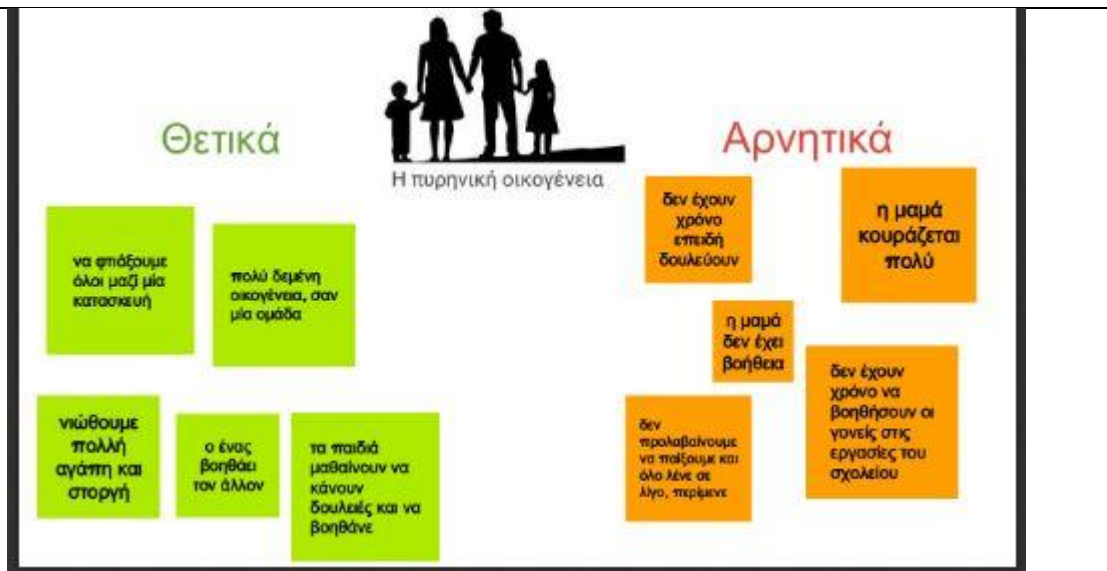 Θετικά
Η πυρηνική οικογένεια
Αρνητικά
να φτιάξουμε
όλοι μαζί μία
κατασκευή
πολύ δεμένη
οικογένεια, σαν
μία ομάδα
νιώθουμε
πολλή
αγάπη και
στοργή
ο ένας
βοηθάει
τον άλλον
τα παιδιά
μαθαίνουν να
κάνουν
δουλειές και να
βοηθάνε
δεν έχουν
χρόνο
επειδή
δουλεύουν
η μαμά
κουράζεται
πολύ
η μαμά
δεν έχει
βοήθεια
δεν
προλαβαίνουμε
να παίξουμε και
όλο λένε σε
λίγο, περίμενε
δεν έχουν
χρόνο να
βοηθήσουν οι
γονείς στις
εργασίες του
σχολείου